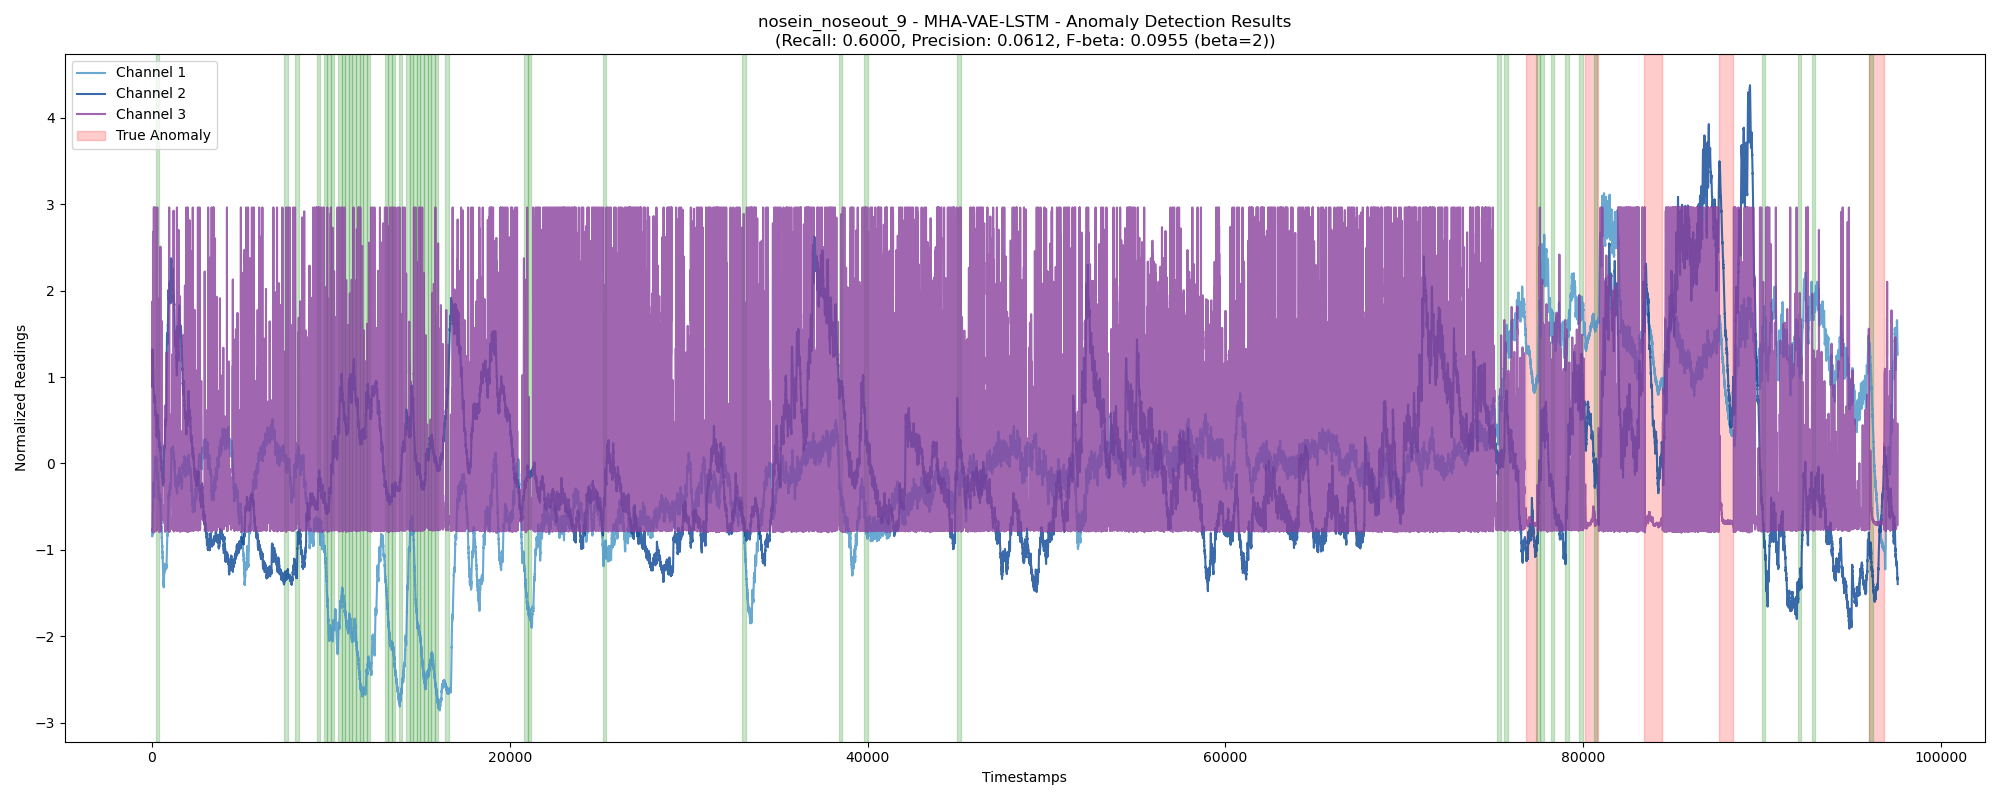 nosein_noseout_9 - MHA-VAE-LSTM - Anomaly Detection Results
(Recall: 0.6000, Precision: 0.0612, F-beta: 0.0955 (beta=2))
Channel 1
Channel 2
Channel 3
True Anomaly
Normalized Readings
4
3
2
1
0
−1
−2
−3
0
20000
40000
60000
80000
100000
Timestamps